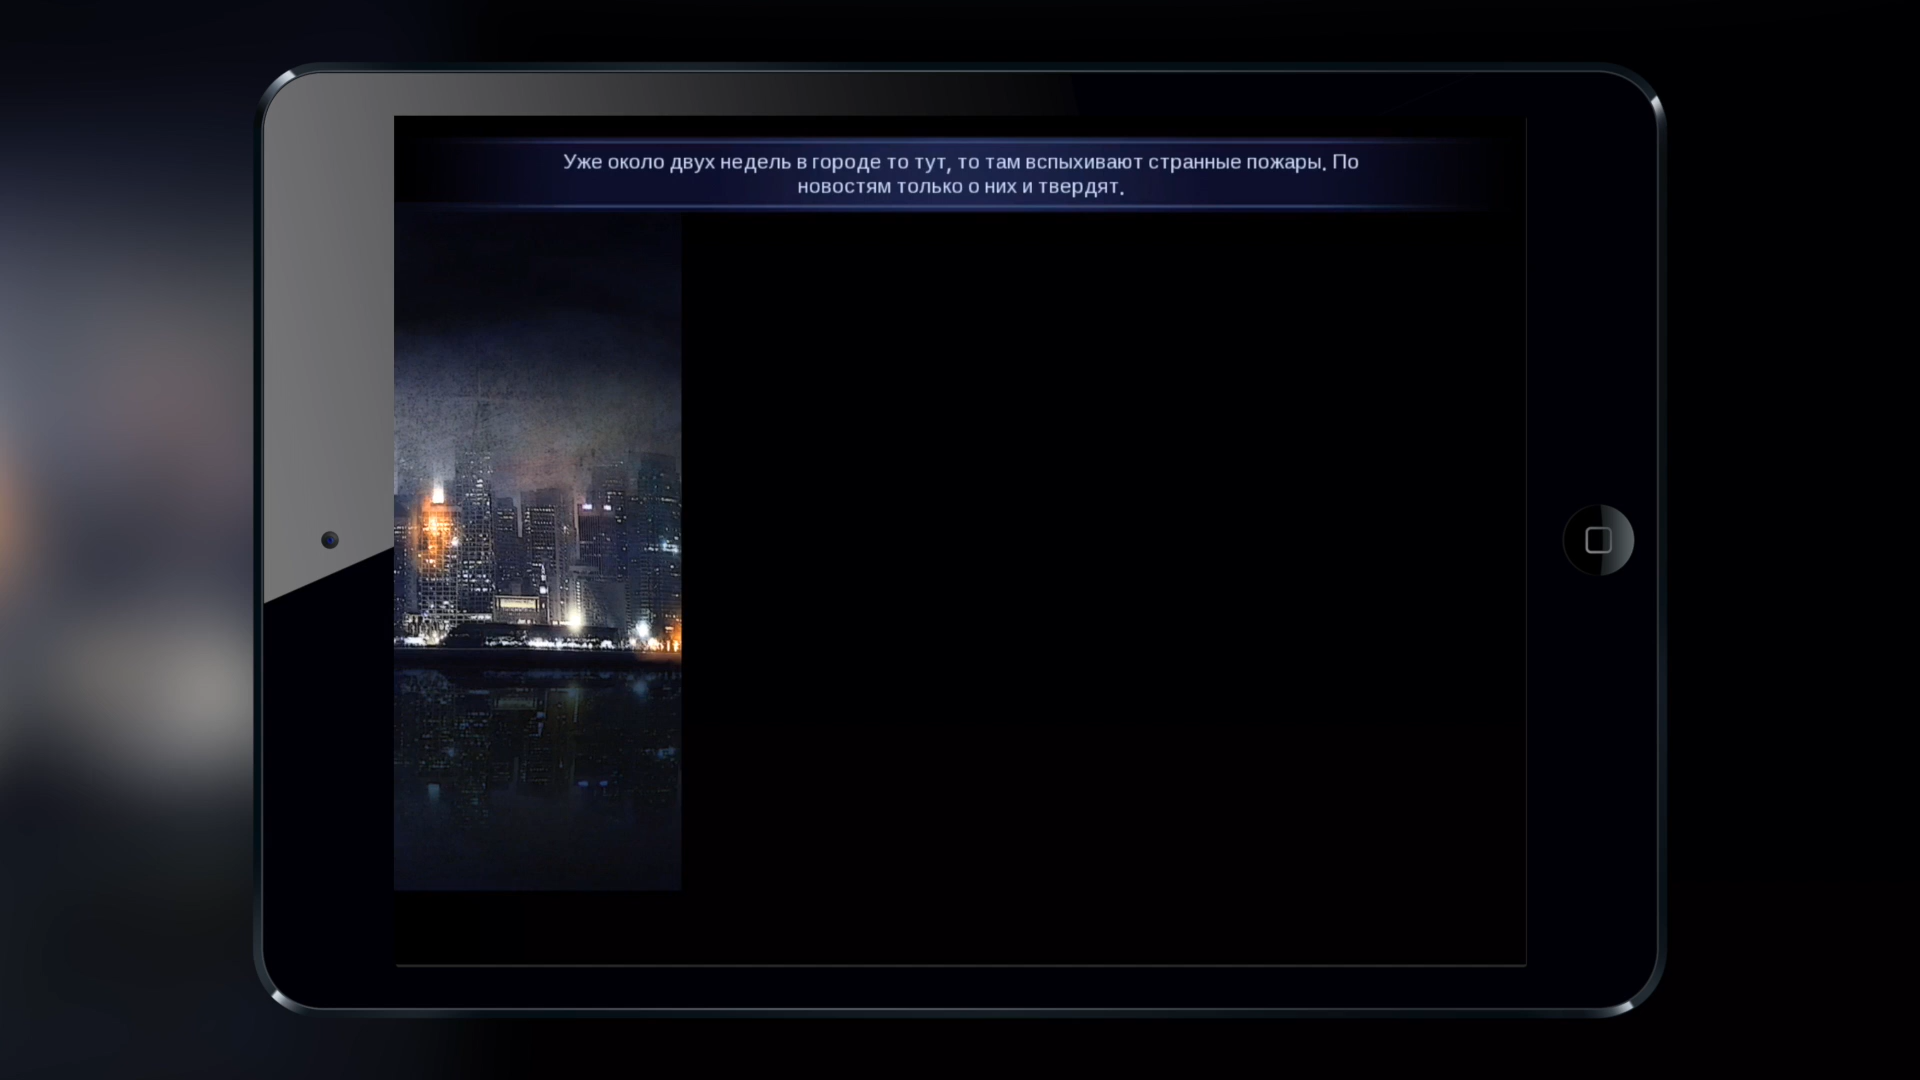 Уже около двух недель в городе то тут, то там вспыхивают странные пожары. По
новостям только о них и твердят.